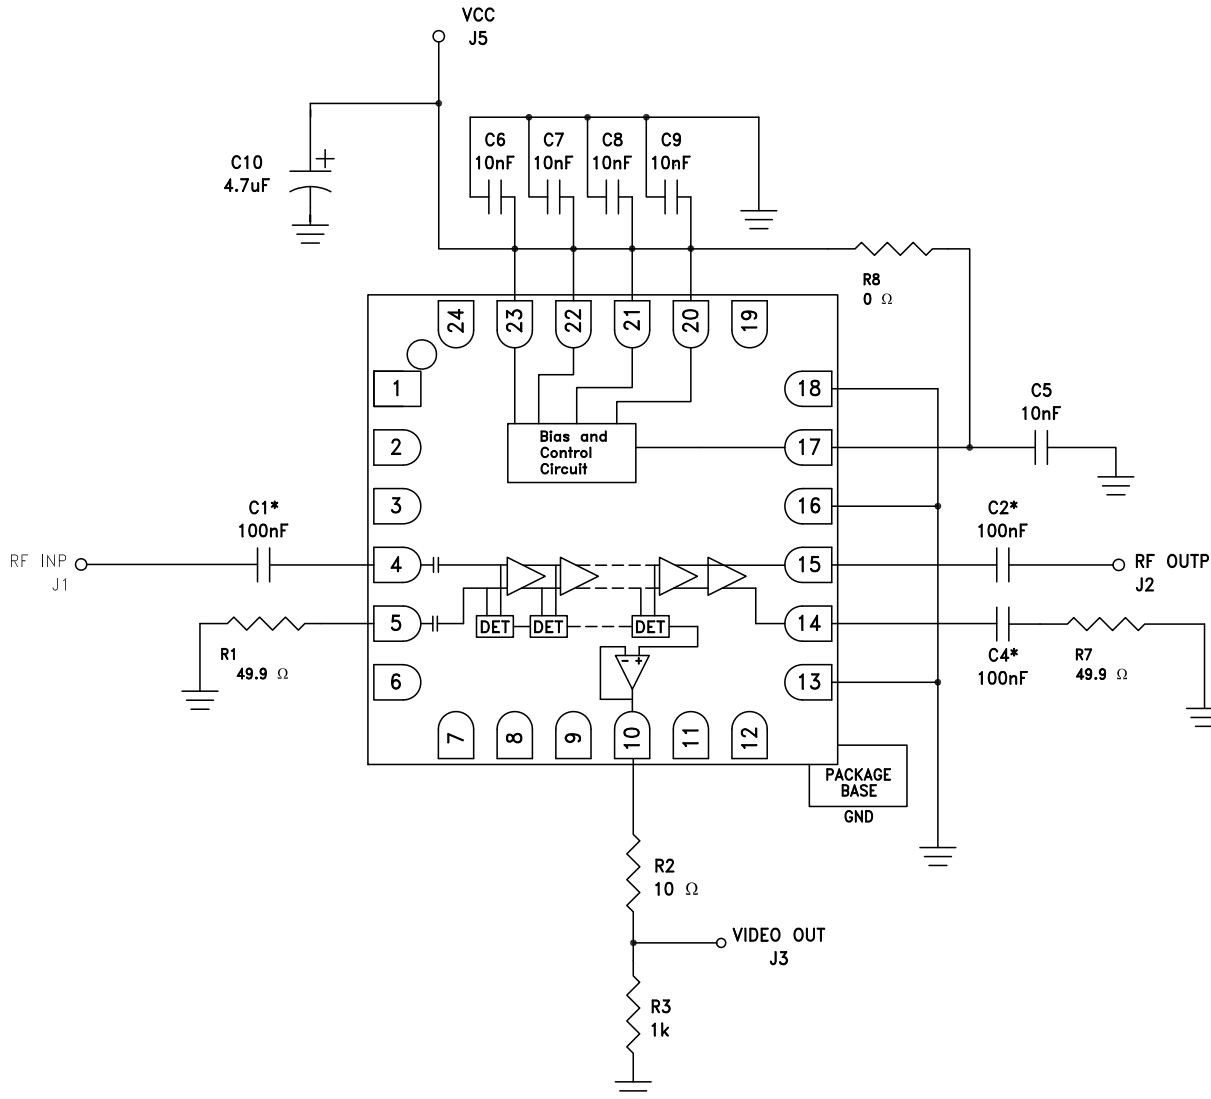 VCC
J5
C10
4.7uF
+
C6
10nF
C7
10nF
C8
10nF
C9
10nF
R8
0 Ω
24
23
22
21
20
19
1
2
3
4
5
6
18
17
16
15
14
13
Bias and
Control
Circuit
C5
10nF
C1*
100nF
RF INP
J1
C2*
100nF
RF OUTP
J2
R1
49.9 Ω
DET
DET
DET
- +
C4*
100nF
R7
49.9 Ω
7
8
9
10
11
12
PACKAGE
BASE
GND
R2
10 Ω
VIDEO OUT
J3
R3
1k